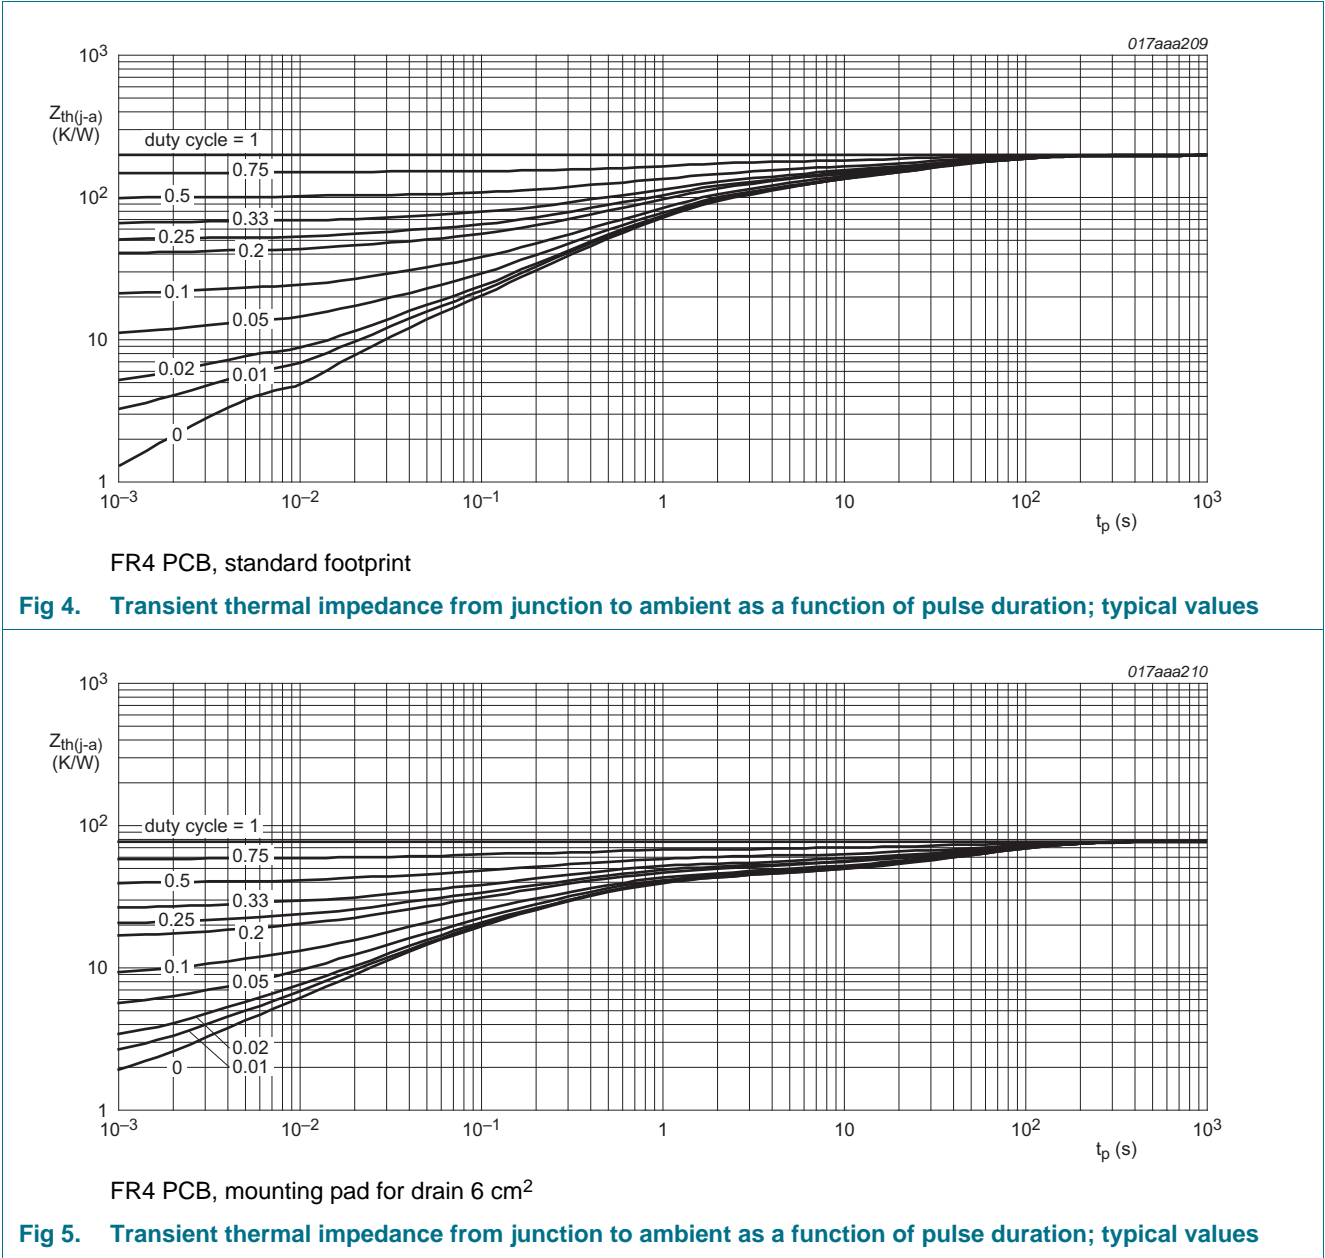 017aaa209
10³
Zth(j-a)
(K/W)
duty cycle = 1
0.75
0.5
0.33
0.25
0.2
0.1
0.05
0.02
0.01
0
10²
10
1
10–3 10–2 10–1 1 10 10² 10³
tp (s)
FR4 PCB, standard footprint
Fig 4. Transient thermal impedance from junction to ambient as a function of pulse duration; typical values
017aaa210
10³
Zth(j-a)
(K/W)
10²
duty cycle = 1
0.75
0.5
0.33
0.25
0.2
0.1
0.05
0.02
0.01
0
10
1
10–3 10–2 10–1 1 10 10² 10³
tp (s)
FR4 PCB, mounting pad for drain 6 cm²
Fig 5. Transient thermal impedance from junction to ambient as a function of pulse duration; typical values